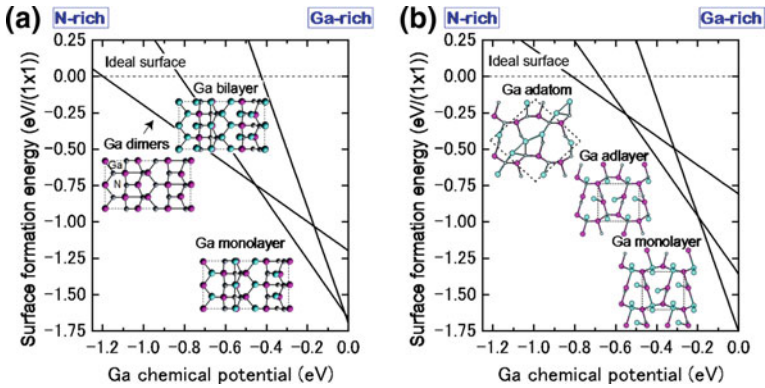 (a) N-rich Ga-rich
Surface formation energy (eV/(1x1)
0.25
0.00
−0.25
−0.50
−0.75
−1.00
−1.25
−1.50
−1.75
Ideal surface
Ga bilayer
Ga dimers
Ga
N
Ga monolayer
−1.2 −1.0 −0.8 −0.6 −0.4 −0.2 0.0
Ga chemical potential (eV)
(b) N-rich Ga-rich
Surface formation energy (eV/(1x1)
0.25
0.00
−0.25
−0.50
−0.75
−1.00
−1.25
−1.50
−1.75
Ideal surface
Ga adatom
Ga adlayer
Ga monolayer
−1.2 −1.0 −0.8 −0.6 −0.4 −0.2 0.0
Ga chemical potential (eV)